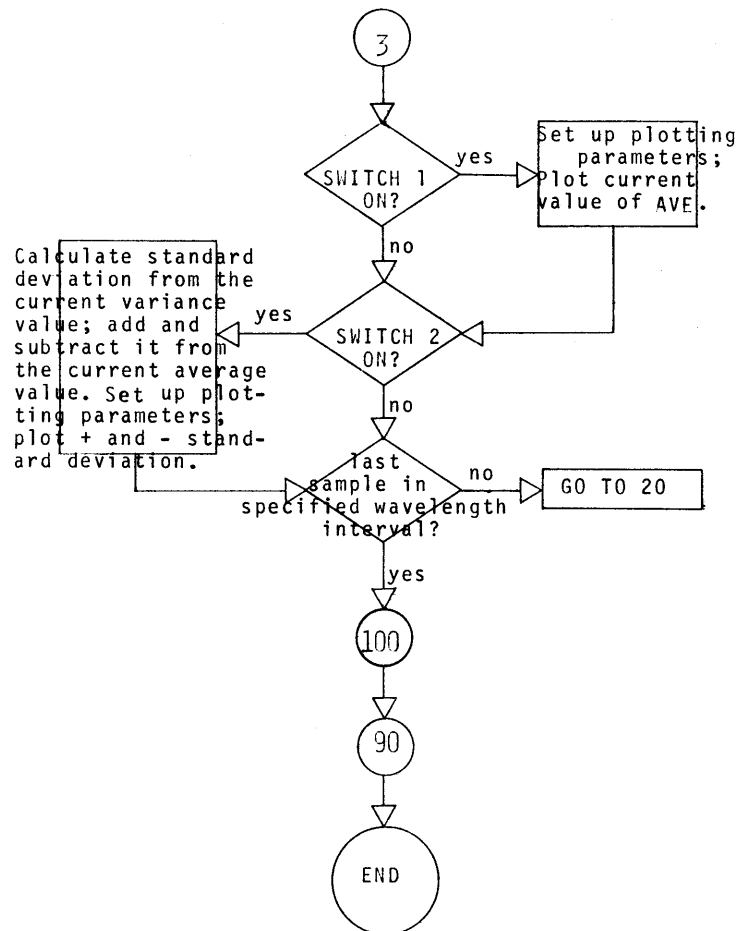 3
SWITCH 1
ON?
yes
Set up plotting
parameters;
Plot current
value of AVE.
no
SWITCH 2
ON?
yes
Calculate standard
deviation from the
current variance
value; add and
subtract it from
the current average
value. Set up plot-
ting parameters;
plot + and - stand-
ard deviation.
no
last
sample in
specified wavelength
interval?
no
GO TO 20
yes
100
90
END